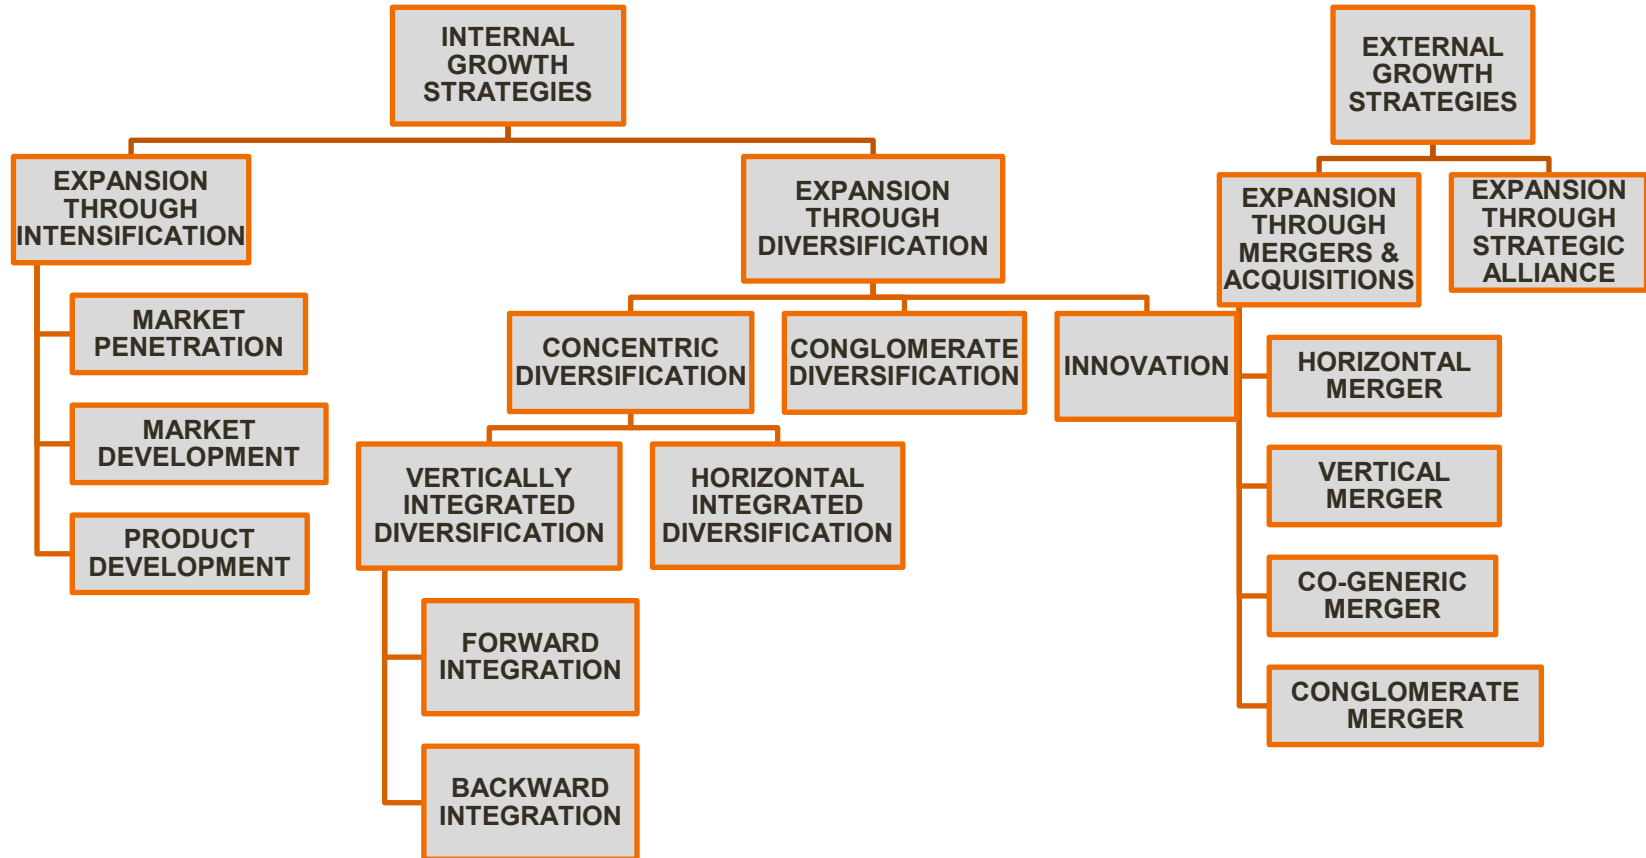 INTERNAL
GROWTH
STRATEGIES
EXPANSION
THROUGH
INTENSIFICATION
MARKET
PENETRATION
MARKET
DEVELOPMENT
PRODUCT
DEVELOPMENT
EXPANSION
THROUGH
DIVERSIFICATION
CONCENTRIC
DIVERSIFICATION
VERTICALLY
INTEGRATED
DIVERSIFICATION
FORWARD
INTEGRATION
BACKWARD
INTEGRATION
HORIZONTAL
INTEGRATED
DIVERSIFICATION
CONGLOMERATE
DIVERSIFICATION
INNOVATION
EXTERNAL
GROWTH
STRATEGIES
EXPANSION
THROUGH
MERGERS &
ACQUISITIONS
HORIZONTAL
MERGER
VERTICAL
MERGER
CO-GENERIC
MERGER
CONGLOMERATE
MERGER
EXPANSION
THROUGH
STRATEGIC
ALLIANCE